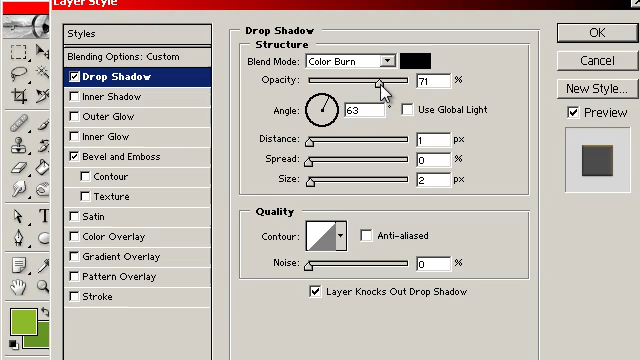 Layer Style
Styles
Blending Options: Custom
Drop Shadow
Inner Shadow
Outer Glow
Inner Glow
Bevel and Emboss
Contour
Texture
Satin
Color Overlay
Gradient Overlay
Pattern Overlay
Stroke
Drop Shadow
Structure
Blend Mode: Color Burn
Opacity: 71 %
Angle: 63 ° Use Global Light
Distance: 1 px
Spread: 0 %
Size: 2 px
Quality
Contour: Anti-aliased
Noise: 0 %
Layer Knocks Out Drop Shadow
OK
Cancel
New Style...
Preview
T